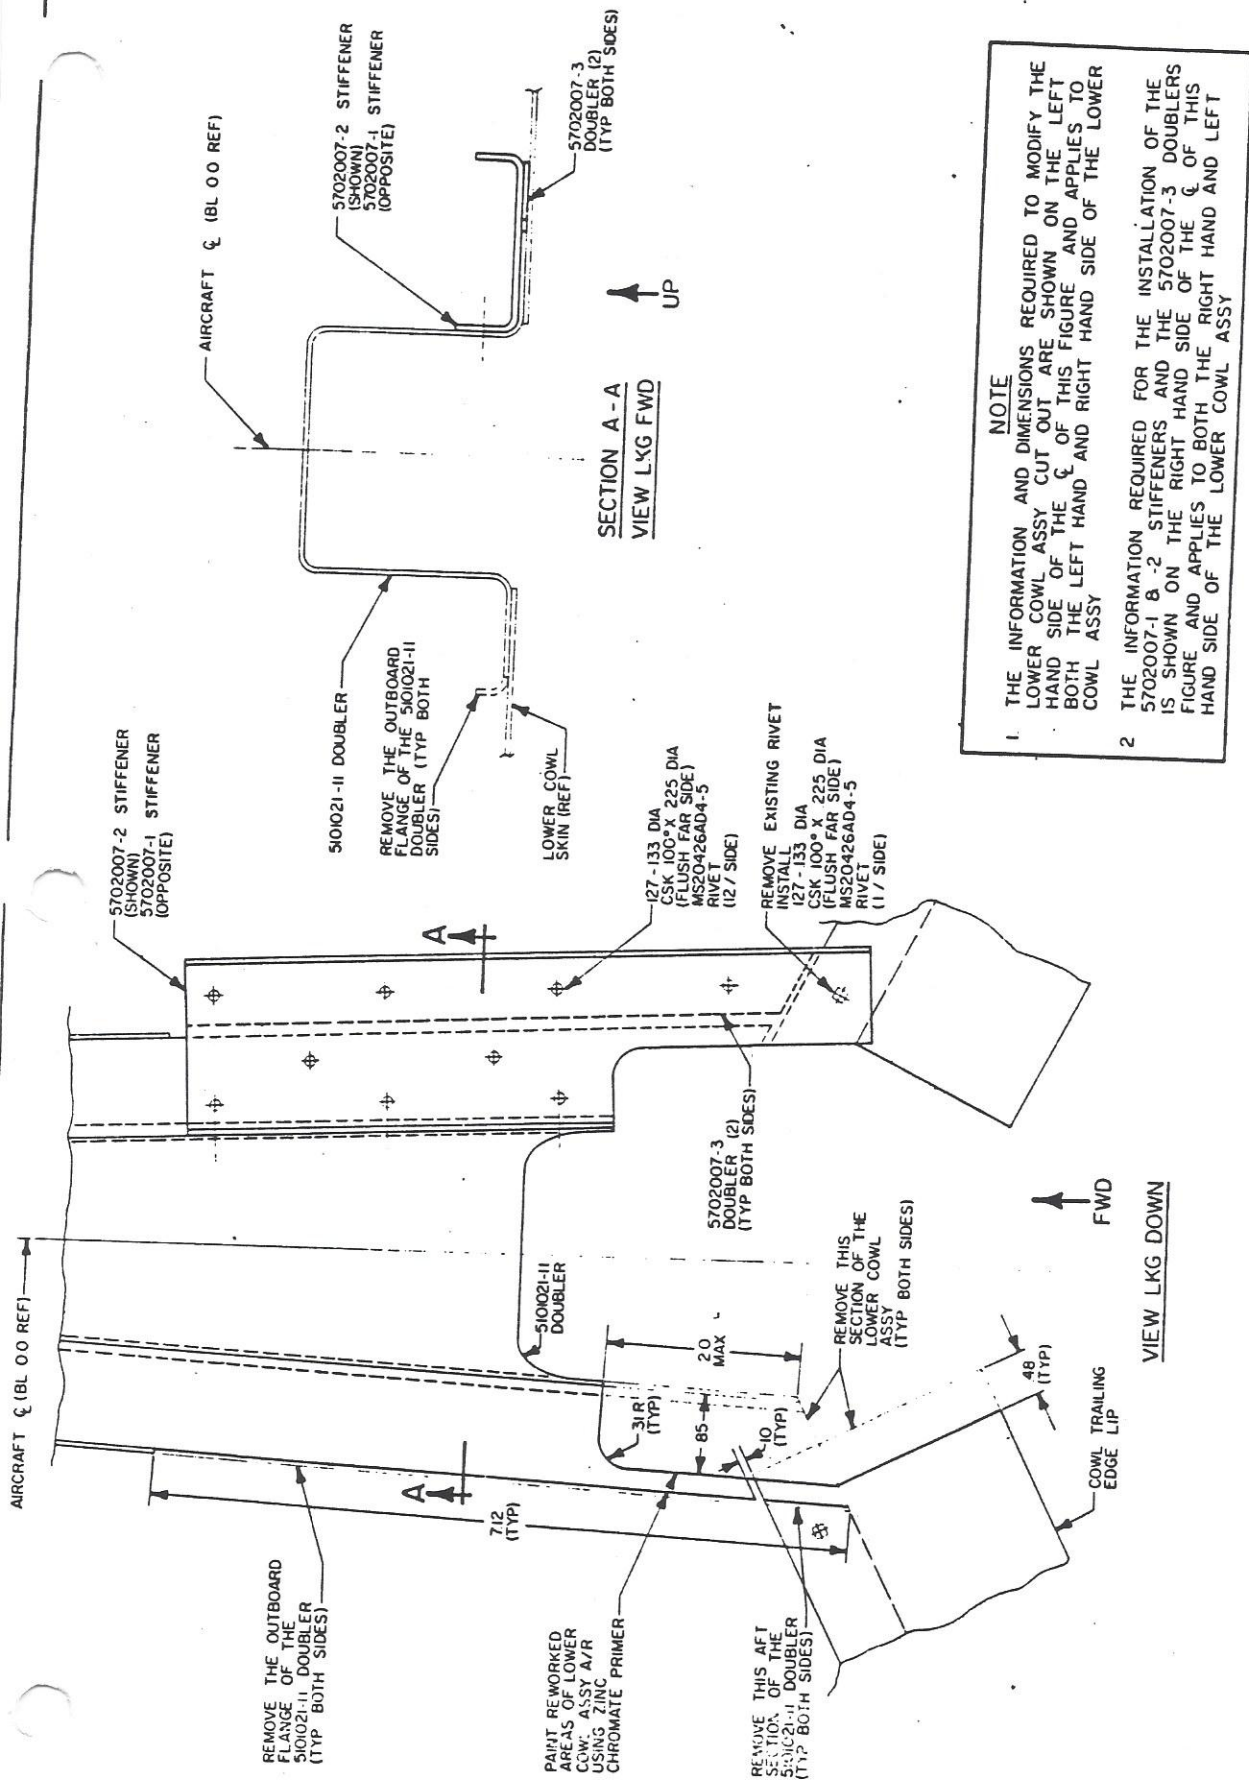 AIRCRAFT ℄ (BL 0.0 REF)
5702007-2 STIFFENER
(SHOWN)
5702007-1 STIFFENER
(OPPOSITE)
5702007-3
DOUBLER (2)
(TYP BOTH SIDES)
5101021-11 DOUBLER
REMOVE THE OUTBOARD
FLANGE OF THE 5101021-11
DOUBLER (TYP BOTH
SIDES)
LOWER COWL
SKIN (REF)
UP
SECTION A-A
VIEW LKG FWD
AIRCRAFT ℄ (BL 0.0 REF)
5702007-2 STIFFENER
(SHOWN)
5702007-1 STIFFENER
(OPPOSITE)
A
.127-.133 DIA
CSK 100° X .225 DIA
(FLUSH FAR SIDE)
MS20426AD4-5
RIVET
(12 / SIDE)
REMOVE EXISTING RIVET
INSTALL
.127-.133 DIA
CSK 100° X .225 DIA
(FLUSH FAR SIDE)
MS20426AD4-5
RIVET
(1 / SIDE)
5702007-3
DOUBLER (2)
(TYP BOTH SIDES)
5101021-11
DOUBLER
REMOVE THIS
SECTION OF THE
LOWER COWL
ASSY
(TYP BOTH SIDES)
2.0
MAX
.31 R
(TYP)
.85
.10
(TYP)
.48
(TYP)
A
7.12
(TYP)
REMOVE THE OUTBOARD
FLANGE OF THE
5101021-11 DOUBLER
(TYP BOTH SIDES)
PAINT REWORKED
AREAS OF LOWER
COWL ASSY A/R
USING ZINC
CHROMATE PRIMER
REMOVE THIS AFT
SECTION OF THE
5101021-11 DOUBLER
(TYP BOTH SIDES)
COWL TRAILING
EDGE LIP
FWD
VIEW LKG DOWN
NOTE
1. THE INFORMATION AND DIMENSIONS REQUIRED TO MODIFY THE
LOWER COWL ASSY CUT OUT ARE SHOWN ON THE LEFT
HAND SIDE OF THE ℄ OF THIS FIGURE AND APPLIES TO
BOTH THE LEFT HAND AND RIGHT HAND SIDE OF THE LOWER
COWL ASSY
2 THE INFORMATION REQUIRED FOR THE INSTALLATION OF THE
5702007-1 & -2 STIFFENERS AND THE 5702007-3 DOUBLERS
IS SHOWN ON THE RIGHT HAND SIDE OF THE ℄ OF THIS
FIGURE AND APPLIES TO BOTH THE RIGHT HAND AND LEFT
HAND SIDE OF THE LOWER COWL ASSY